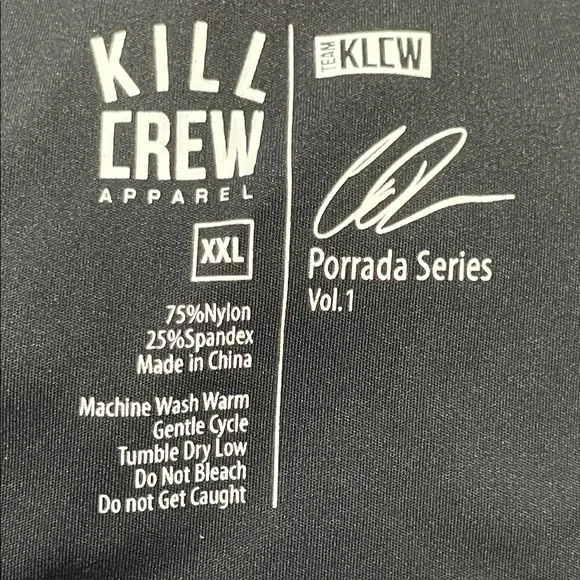 KILL
CREW
APPAREL
XXL
75%Nylon
25%Spandex
Made in China
Machine Wash Warm
Gentle Cycle
Tumble Dry Low
Do Not Bleach
Do not Get Caught
TEAM KLCW
Porrada Series
Vol.1